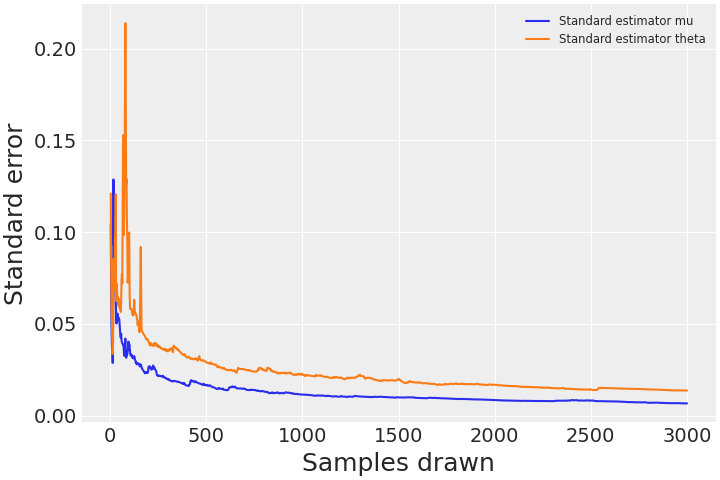 Standard estimator mu
Standard estimator theta
0.20
0.15
0.10
0.05
0.00
Standard error
0 500 1000 1500 2000 2500 3000
Samples drawn